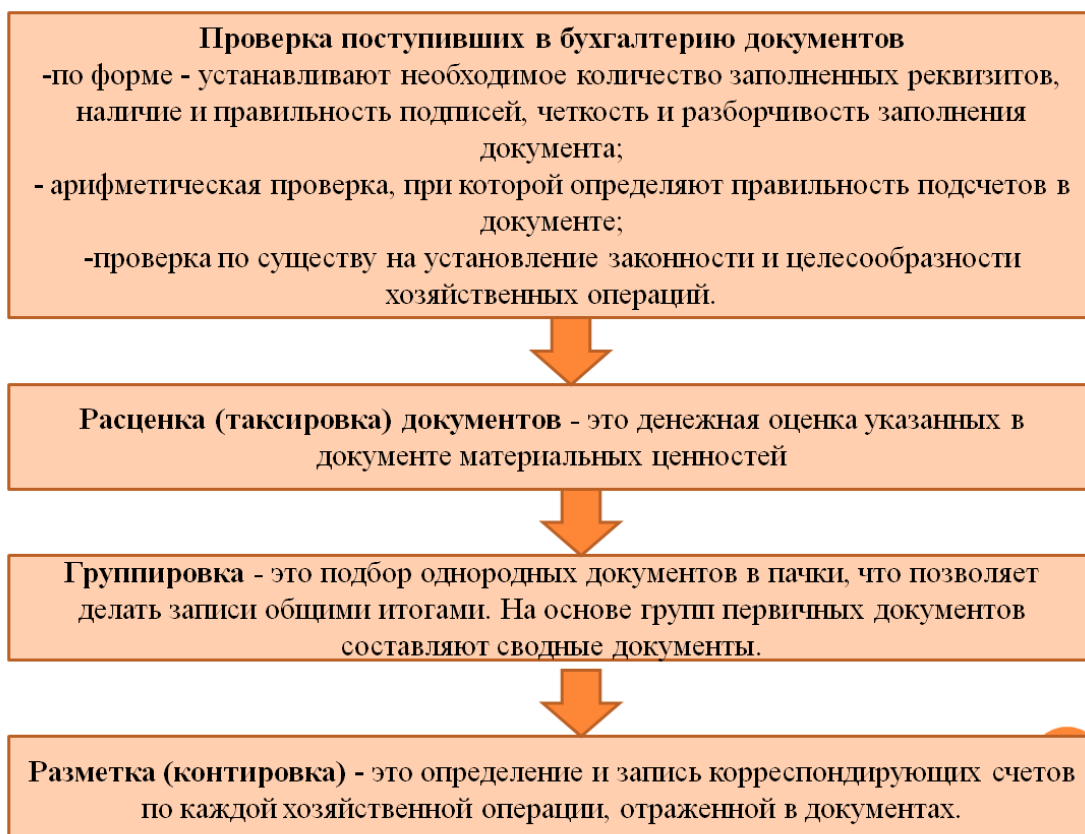 Проверка поступивших в бухгалтерию документов
-по форме - устанавливают необходимое количество заполненных реквизитов,
наличие и правильность подписей, четкость и разборчивость заполнения
документа;
- арифметическая проверка, при которой определяют правильность подсчетов в
документе;
-проверка по существу на установление законности и целесообразности
хозяйственных операций.
Расценка (таксировка) документов - это денежная оценка указанных в
документе материальных ценностей
Группировка - это подбор однородных документов в пачки, что позволяет
делать записи общими итогами. На основе групп первичных документов
составляют сводные документы.
Разметка (контировка) - это определение и запись корреспондирующих счетов
по каждой хозяйственной операции, отраженной в документах.